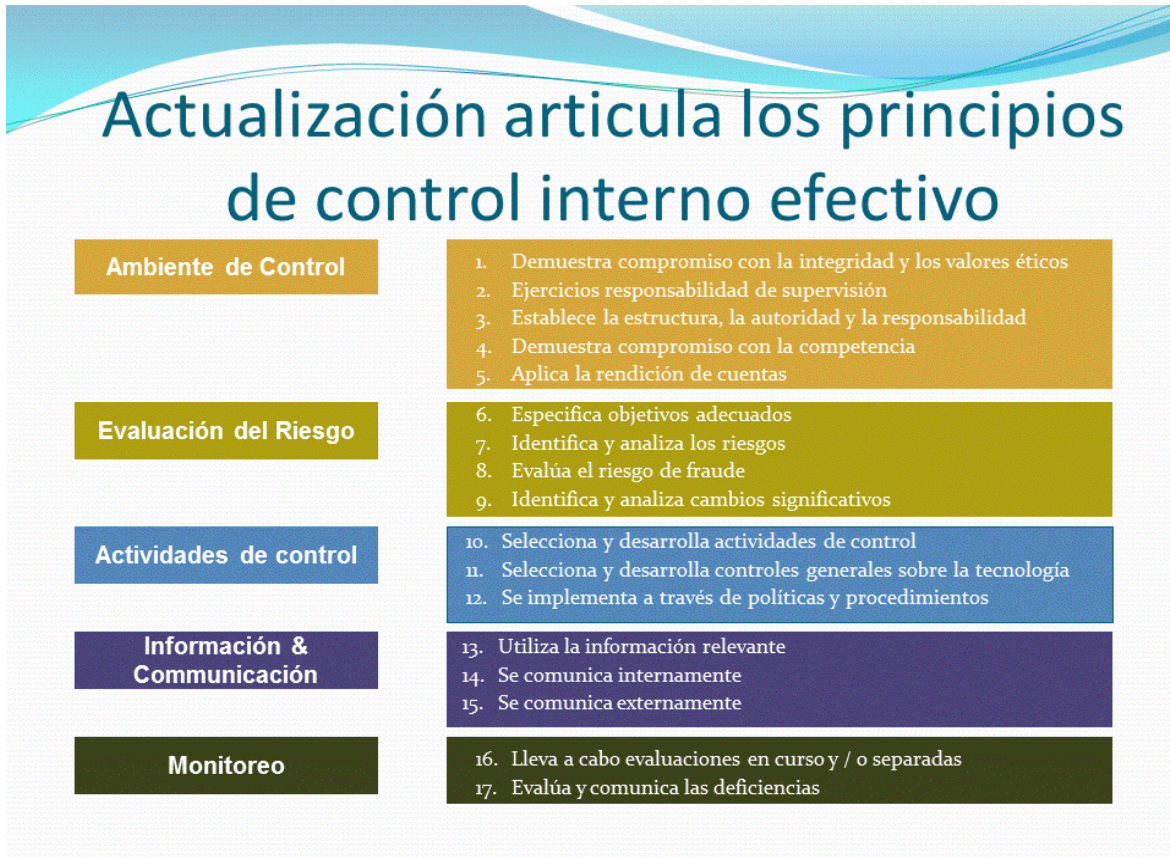 Actualización articula los principios
de control interno efectivo
Ambiente de Control
1. Demuestra compromiso con la integridad y los valores éticos
2. Ejercicios responsabilidad de supervisión
3. Establece la estructura, la autoridad y la responsabilidad
4. Demuestra compromiso con la competencia
5. Aplica la rendición de cuentas
Evaluación del Riesgo
6. Especifica objetivos adecuados
7. Identifica y analiza los riesgos
8. Evalúa el riesgo de fraude
9. Identifica y analiza cambios significativos
Actividades de control
10. Selecciona y desarrolla actividades de control
11. Selecciona y desarrolla controles generales sobre la tecnología
12. Se implementa a través de políticas y procedimientos
Información &
Communicación
13. Utiliza la información relevante
14. Se comunica internamente
15. Se comunica externamente
Monitoreo
16. Lleva a cabo evaluaciones en curso y / o separadas
17. Evalúa y comunica las deficiencias